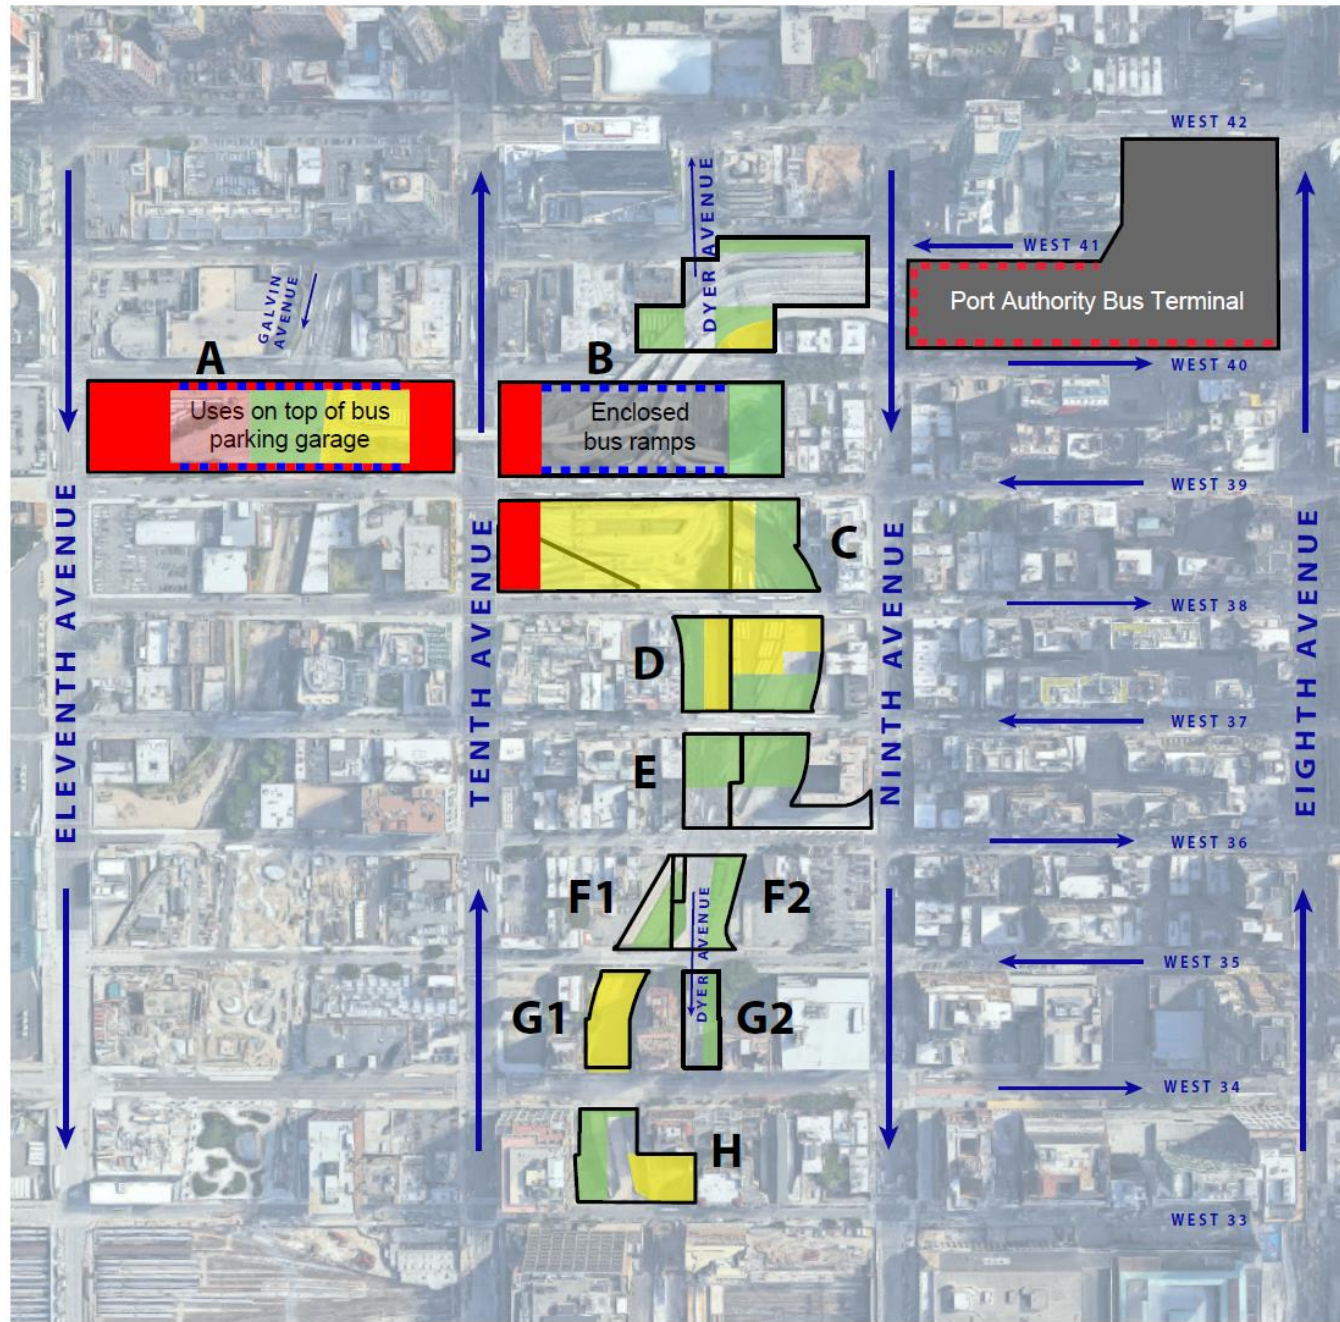 WEST 42
DYER AVENUE
WEST 41
GALVIN
AVENUE
Port Authority Bus Terminal
A
B
WEST 40
Uses on top of bus
parking garage
Enclosed
bus ramps
WEST 39
ELEVENTH AVENUE
TENTH AVENUE
NINTH AVENUE
EIGHTH AVENUE
C
WEST 38
D
WEST 37
E
WEST 36
F1
F2
DYER AVENUE
WEST 35
G1
G2
WEST 34
H
WEST 33